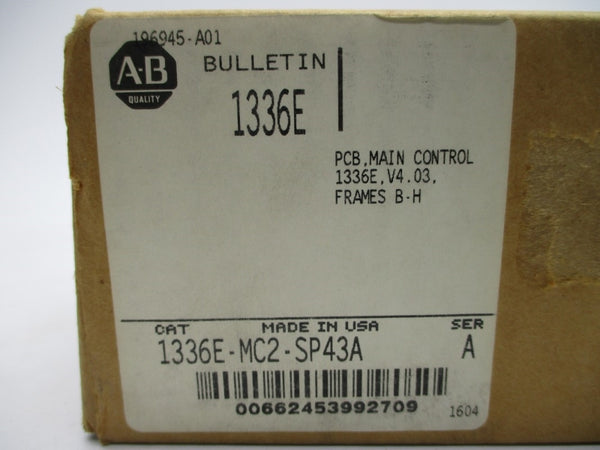 196945-A01
A-B
QUALITY
BULLETIN
1336E
PCB,MAIN CONTROL
1336E,V4.03,
FRAMES B-H
CAT MADE IN USA SER
1336E-MC2-SP43A A
00662453992709
1604